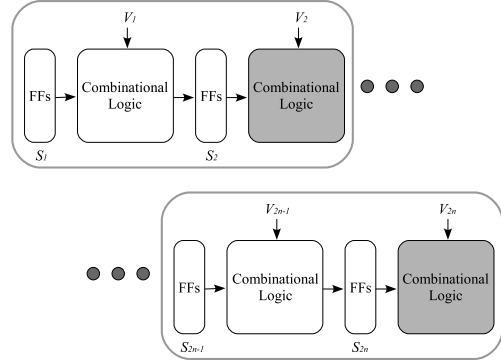 V1 V2
FFs Combinational Logic FFs Combinational Logic
S1 S2
V2n-1 V2n
FFs Combinational Logic FFs Combinational Logic
S2n-1 S2n